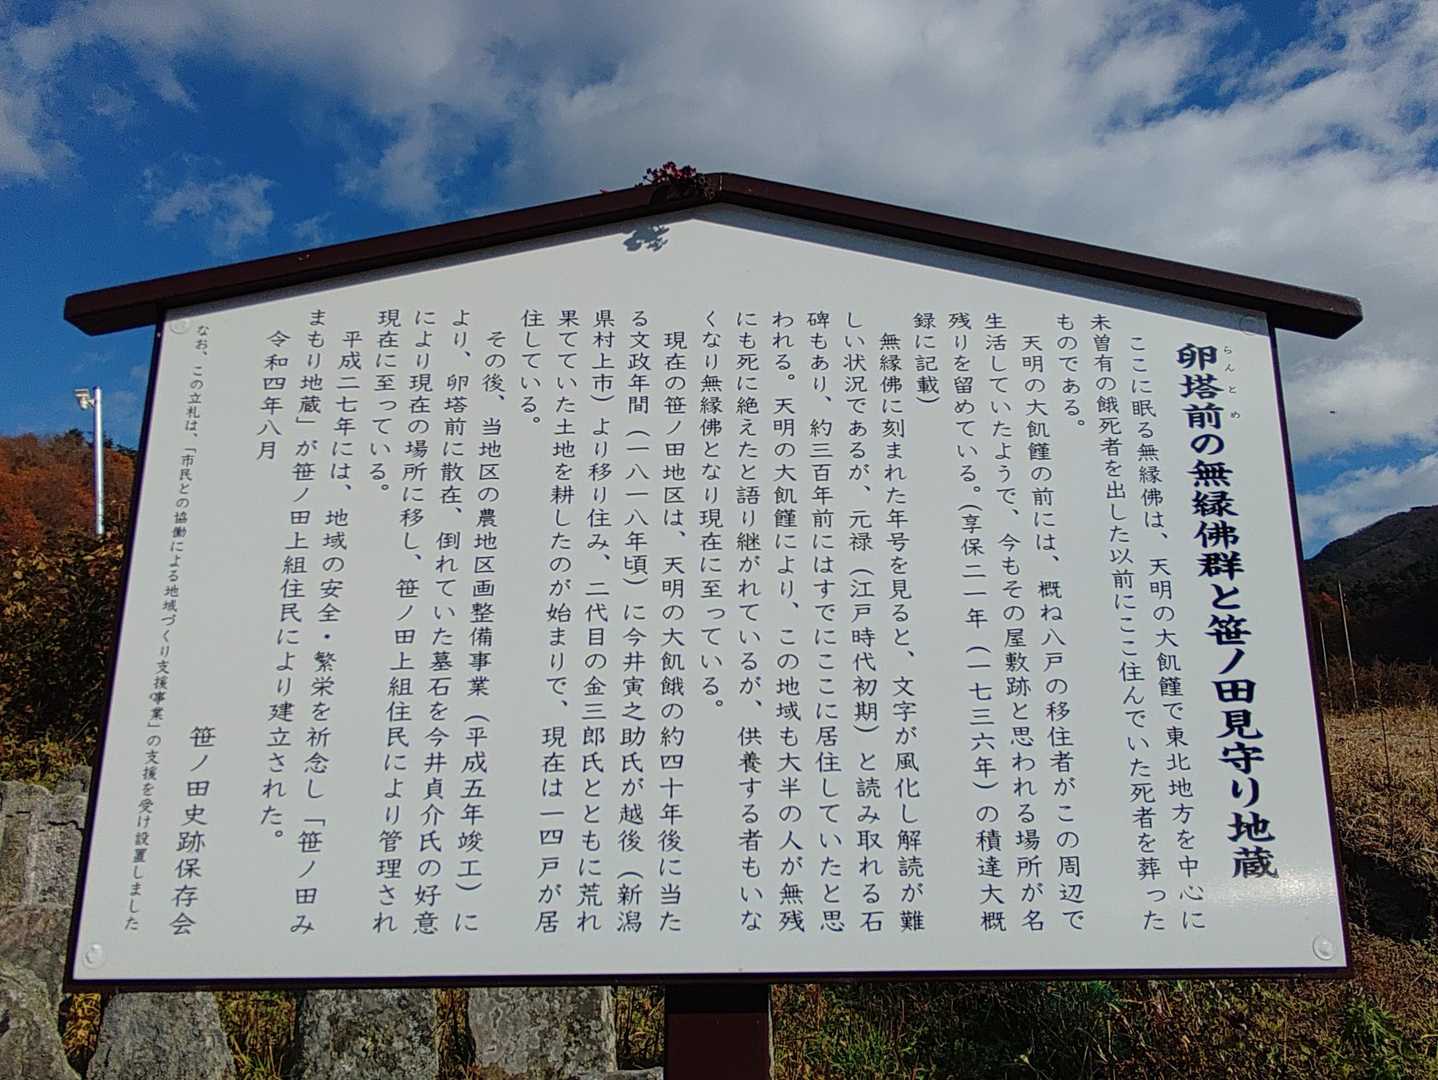 らんとめ
卵塔前の無縁佛群と笹ノ田見守り地蔵
ここに眠る無縁佛は、天明の大飢饉で東北地方を中心に
未曽有の餓死者を出した以前にここ住んでいた死者を葬った
ものである。
天明の大飢饉の前には、概ね八戸の移住者がこの周辺で
生活していたようで、今もその屋敷跡と思われる場所が名
残りを留めている。(享保二一年（一七三六年）の積達大概
録に記載)
無縁佛に刻まれた年号を見ると、文字が風化し解読が難
しい状況であるが、元禄（江戸時代初期）と読み取れる石
碑もあり、約三百年前にはすでにここに居住していたと思
われる。天明の大飢饉により、この地域も大半の人が無残
にも死に絶えたと語り継がれているが、供養する者もいな
くなり無縁佛となり現在に至っている。
現在の笹ノ田地区は、天明の大飢餓の約四十年後に当た
る文政年間（一八一八年頃）に今井寅之助氏が越後（新潟
県村上市）より移り住み、二代目の金三郎氏とともに荒れ
果てていた土地を耕したのが始まりで、現在は一四戸が居
住している。
その後、当地区の農地区画整備事業（平成五年竣工）に
より、卵塔前に散在、倒れていた墓石を今井貞介氏の好意
により現在の場所に移し、笹ノ田上組住民により管理され
現在に至っている。
平成二七年には、地域の安全・繁栄を祈念し「笹ノ田み
まもり地蔵」が笹ノ田上組住民により建立された。
令和四年八月
笹ノ田史跡保存会
なお、この立札は、「市民との協働による地域づくり支援事業」の支援を受け設置しました